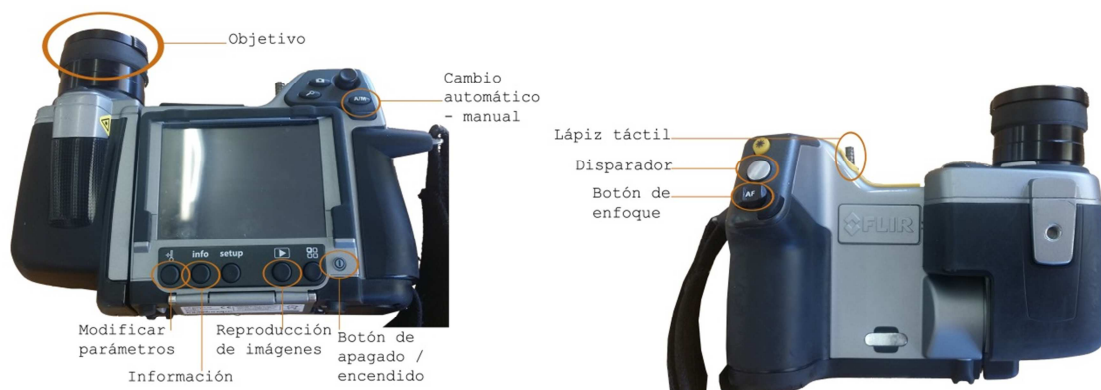 Objetivo
Cambio
automático
- manual
A/M
info setup
Modificar
parámetros
Información
Reproducción
de imágenes
Botón de
apagado /
encendido
Lápiz táctil
Disparador
Botón de
enfoque
AF
FLIR